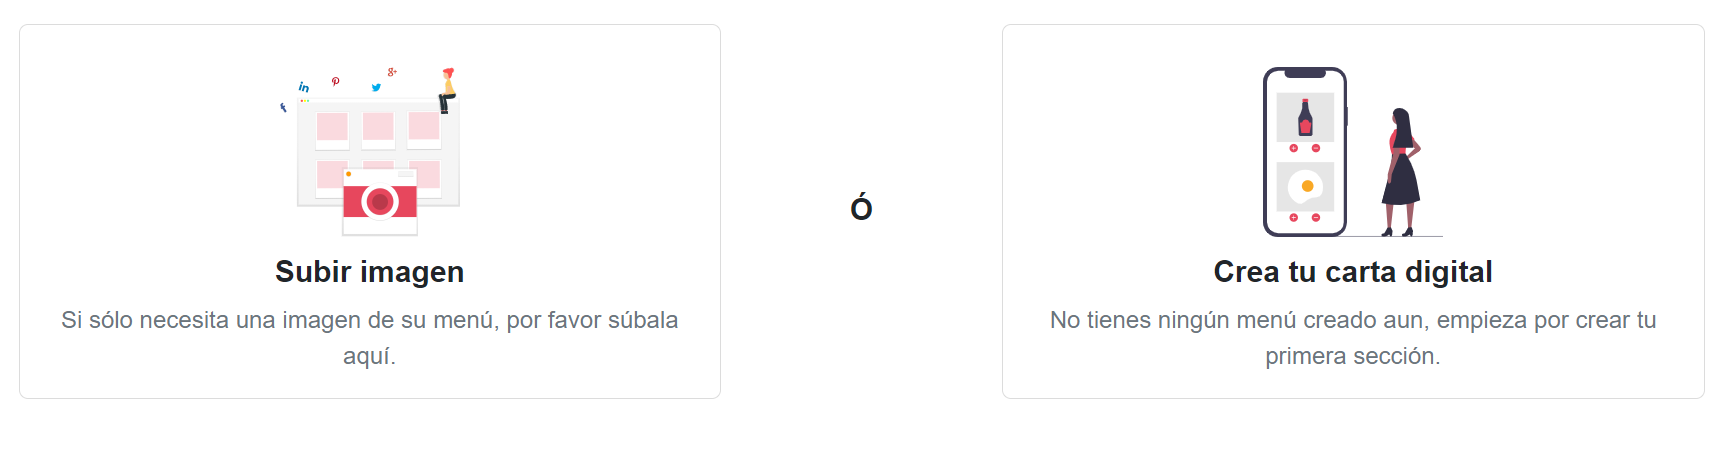 Subir imagen
Si sólo necesita una imagen de su menú, por favor súbala
aquí.
Ó
Crea tu carta digital
No tienes ningún menú creado aun, empieza por crear tu
primera sección.